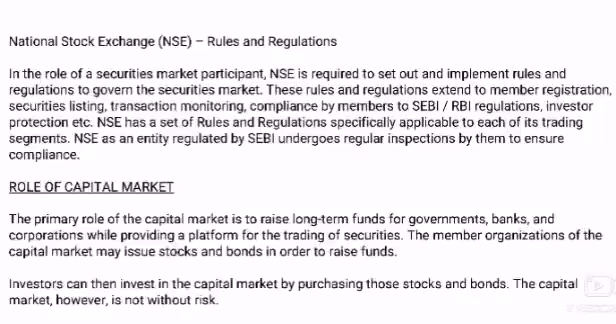 National Stock Exchange (NSE) – Rules and Regulations
In the role of a securities market participant, NSE is required to set out and implement rules and
regulations to govern the securities market. These rules and regulations extend to member registration,
securities listing, transaction monitoring, compliance by members to SEBI / RBI regulations, investor
protection etc. NSE has a set of Rules and Regulations specifically applicable to each of its trading
segments. NSE as an entity regulated by SEBI undergoes regular inspections by them to ensure
compliance.
ROLE OF CAPITAL MARKET
The primary role of the capital market is to raise long-term funds for governments, banks, and
corporations while providing a platform for the trading of securities. The member organizations of the
capital market may issue stocks and bonds in order to raise funds.
Investors can then invest in the capital market by purchasing those stocks and bonds. The capital
market, however, is not without risk.